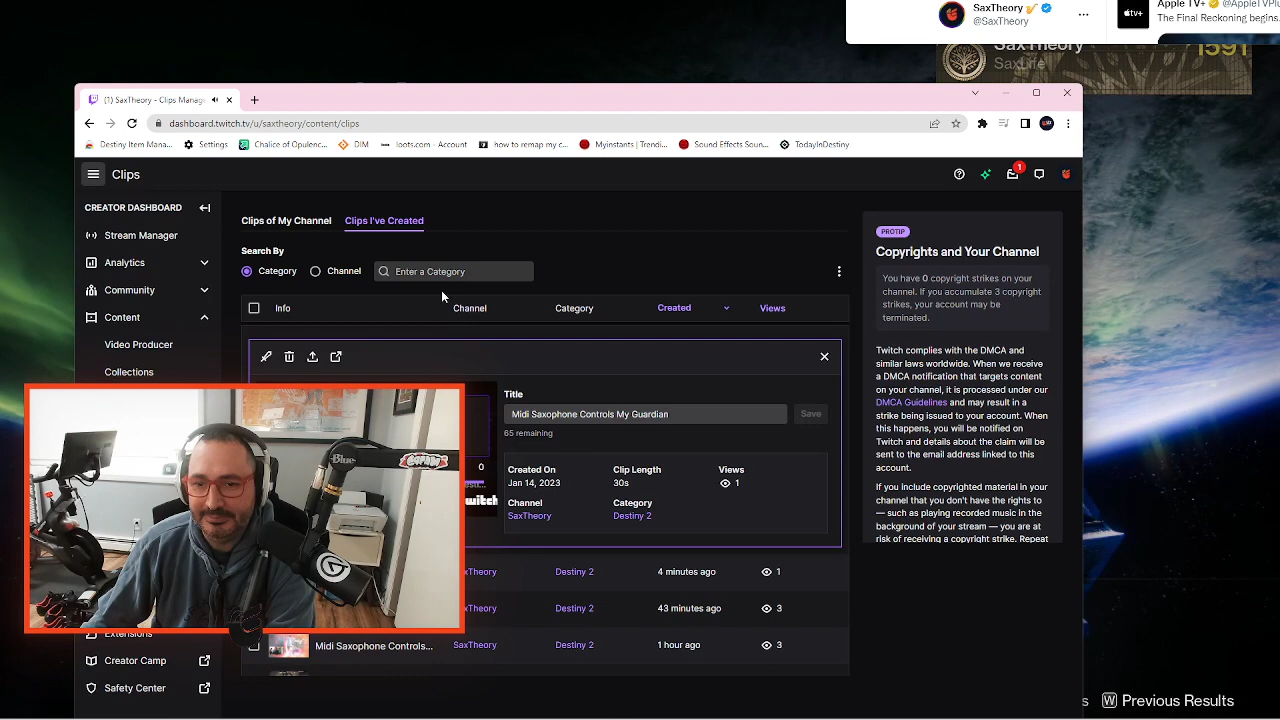 SaxTheory
@SaxTheory
tv+
Apple TV+ @AppleTVPlu
The Final Reckoning begins.
SaxTheory
SaxLife
1591
(1) SaxTheory - Clips Manag
dashboard.twitch.tv/u/saxtheory/content/clips
Destiny Item Mana...
Settings
Chalice of Opulenc...
DIM
loots.com - Account
how to remap my c...
Myinstants | Trendi...
Sound Effects Soun...
TodayInDestiny
Clips
1
CREATOR DASHBOARD
Stream Manager
Analytics
Community
Content
Video Producer
Collections
Extensions
Creator Camp
Safety Center
Clips of My Channel
Clips I've Created
Search By
Category
Channel
Enter a Category
Info
Channel
Category
Created
Views
Title
Midi Saxophone Controls My Guardian
Save
65 remaining
0
Created On
Clip Length
Views
Jan 14, 2023
30s
1
Channel
Category
SaxTheory
Destiny 2
Theory
Destiny 2
4 minutes ago
1
Theory
Destiny 2
43 minutes ago
3
Midi Saxophone Controls...
SaxTheory
Destiny 2
1 hour ago
3
PROTIP
Copyrights and Your Channel
You have 0 copyright strikes on your
channel. If you accumulate 3 copyright
strikes, your account may be
terminated.
Twitch complies with the DMCA and
similar laws worldwide. When we receive
a DMCA notification that targets content
on your channel, it is processed under our
DMCA Guidelines and may result in a
strike being issued to your account. When
this happens, you will be notified on
Twitch and details about the claim will be
sent to the email address linked to this
account.
If you include copyrighted material in your
channel that you don't have the rights to
— such as playing recorded music in the
background of your stream — you are at
risk of receiving a copyright strike. Repeat
Blue
W Previous Results